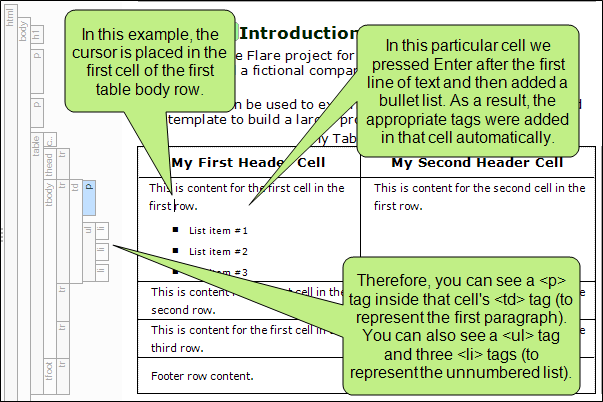 html
body
h1
p
p
table
c...
thead
tr
tbody
tr
td
p
ul
li
li
li
tr
tr
tfoot
tr
In this example, the
cursor is placed in the
first cell of the first
table body row.
In this particular cell we
pressed Enter after the first
line of text and then added a
bullet list. As a result, the
appropriate tags were added
in that cell automatically.
Introduction
Flare project for
a fictional
be used to
template to build a
My First Header Cell My Second Header Cell
This is content for the first cell in the
first row.
List item #1
List item #2
List item #3
This is content for the second cell in the
first row.
This is content for the first cell in the
second row.
This is content for the first cell in the
third row.
Footer row content.
Therefore, you can see a <p>
tag inside that cell's <td> tag (to
represent the first paragraph).
You can also see a <ul> tag
and three <li> tags (to
represent the unnumbered list).